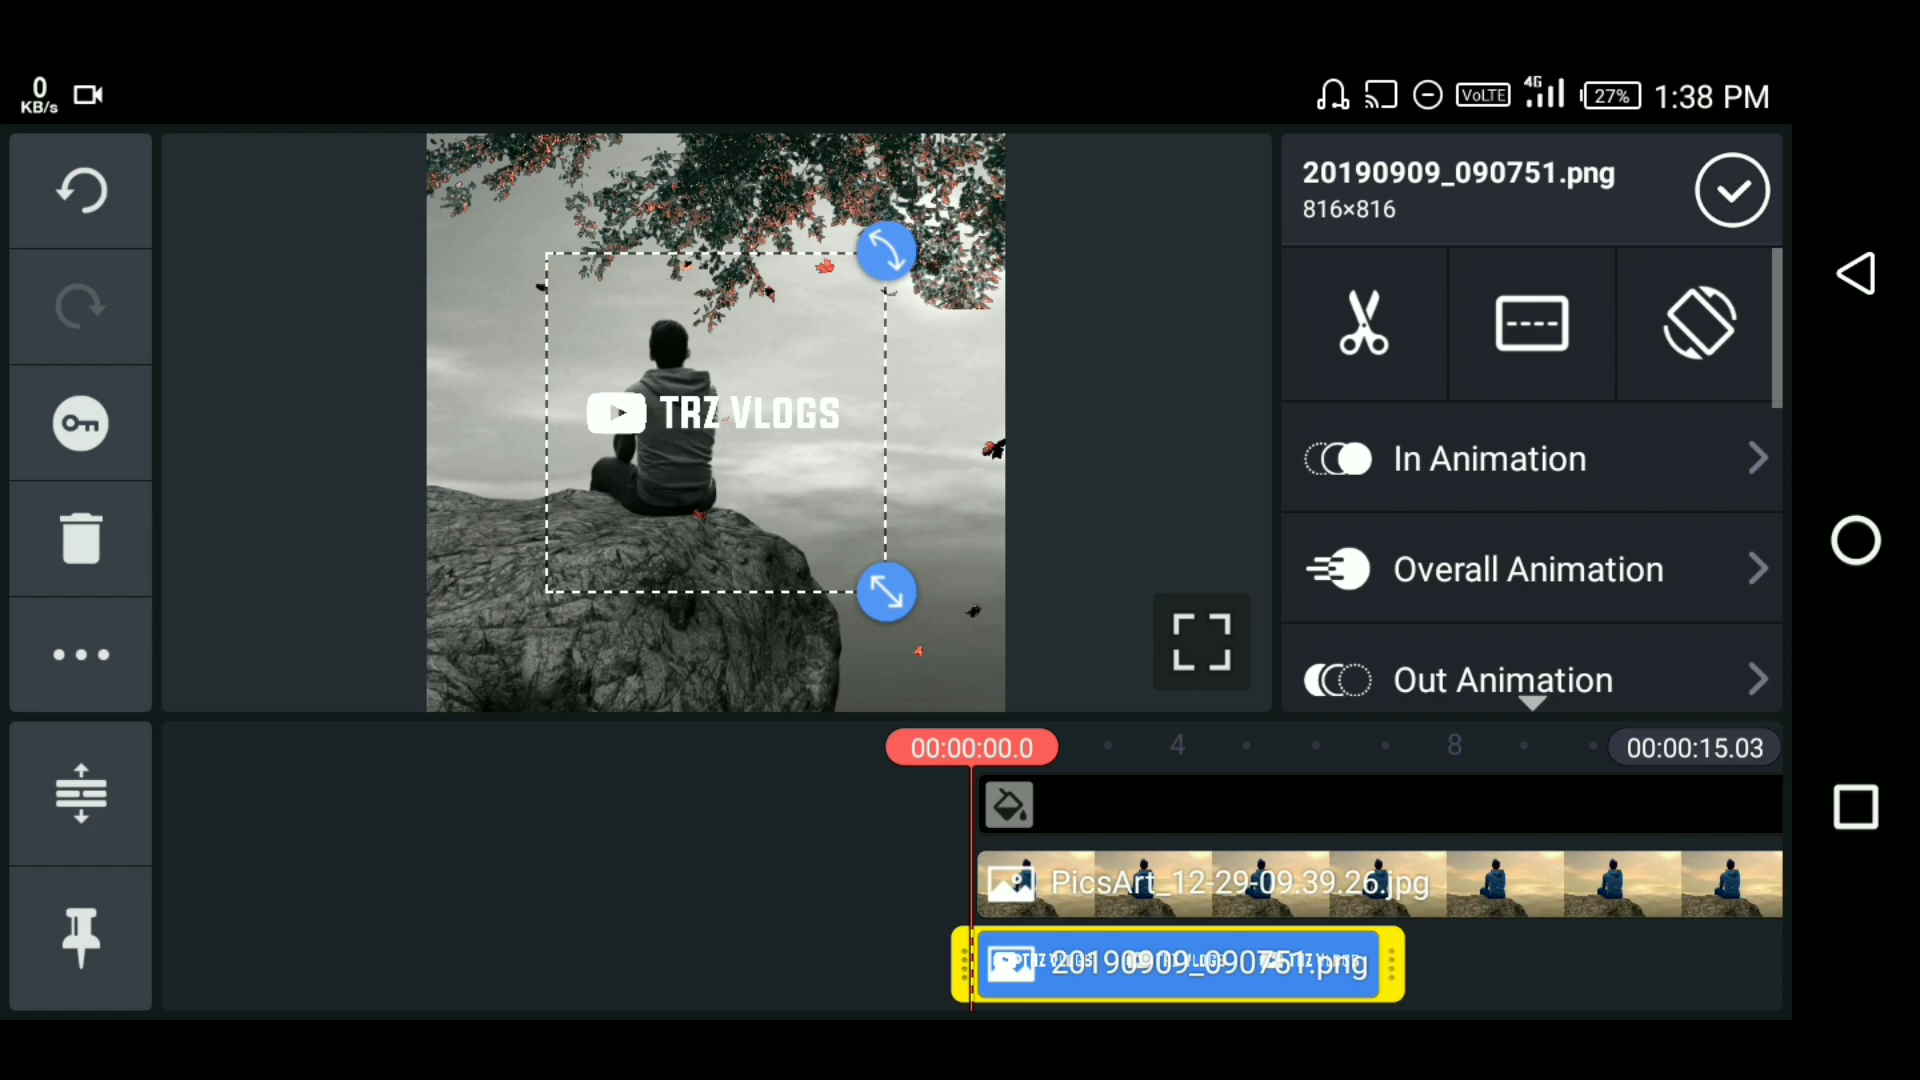 0
KB/s
VoLTE
4G
27%
1:38 PM
20190909_090751.png
816×816
TRZ VLOGS
In Animation
Overall Animation
Out Animation
00:00:00.0
4
8
00:00:15.03
PicsArt_12-29-09.39.26.jpg
20190909_090751.png